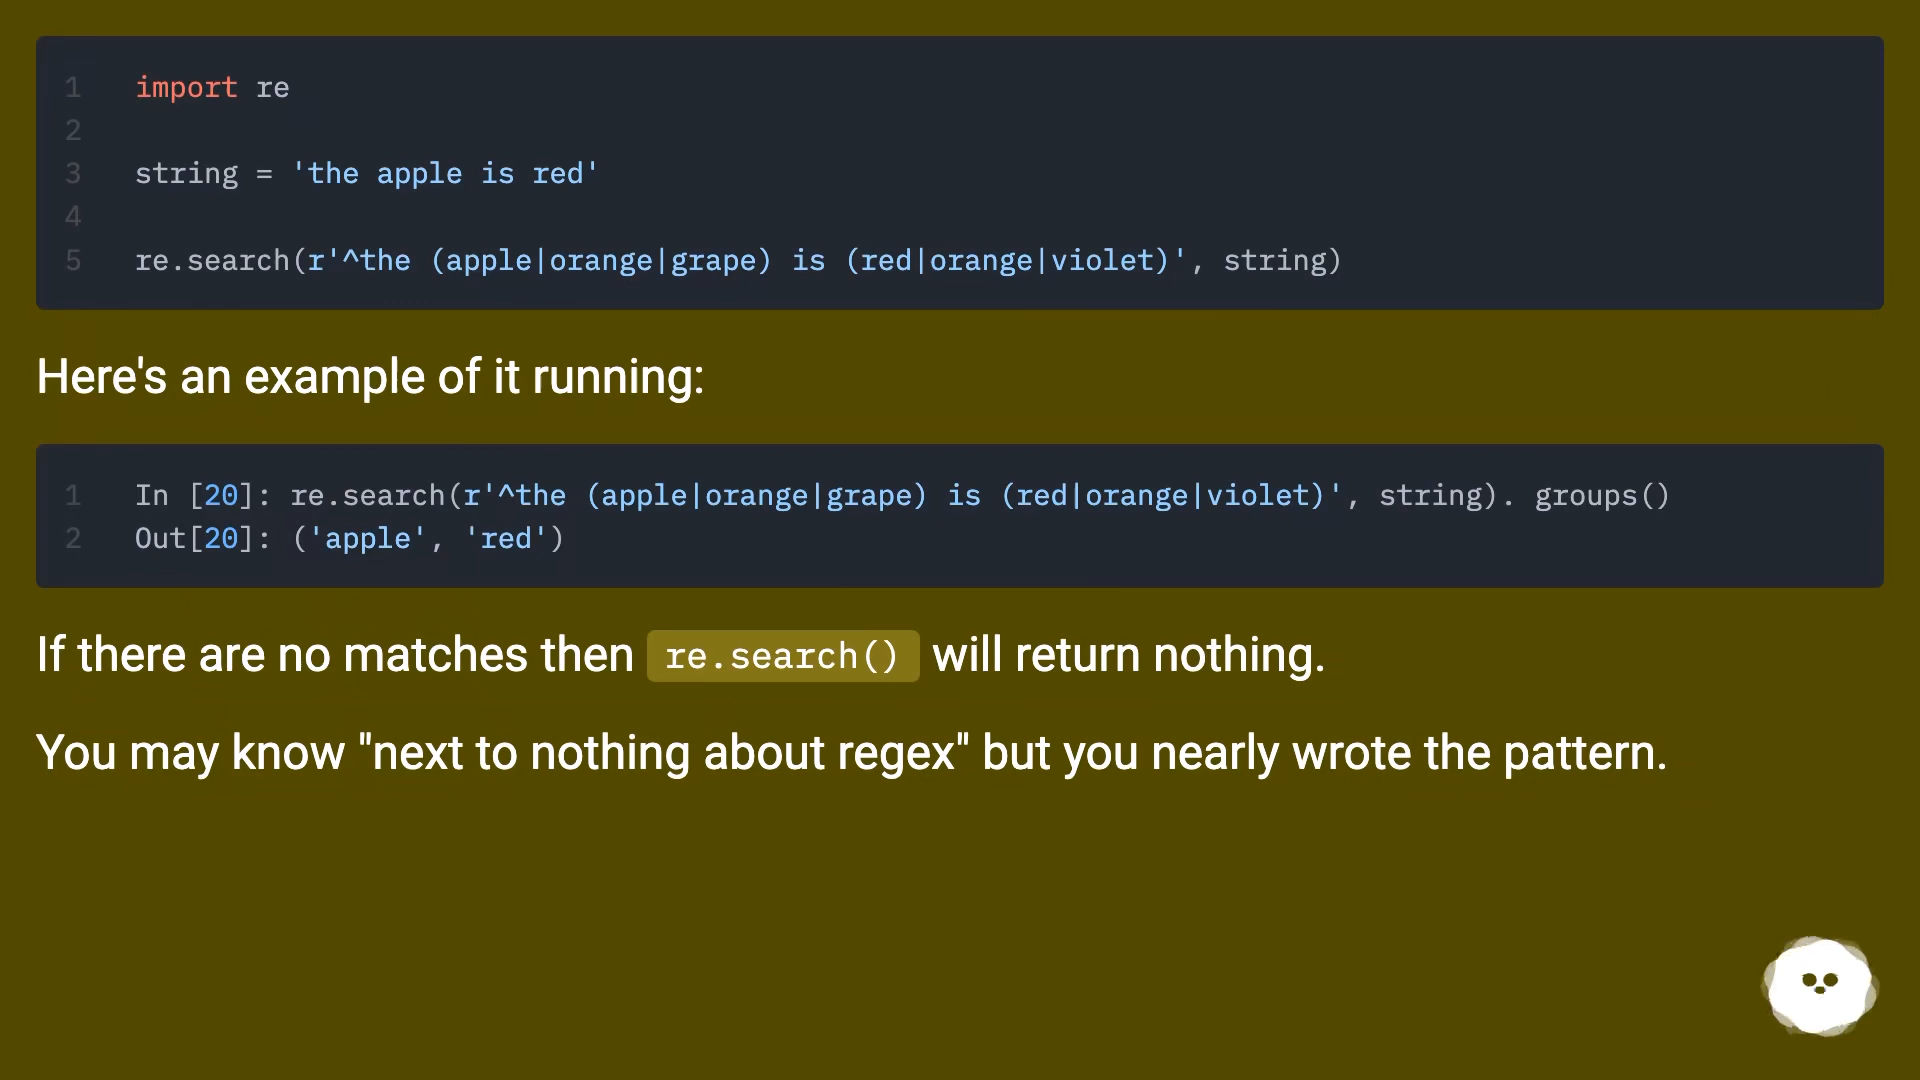 1 import re
2
3 string = 'the apple is red'
4
5 re.search(r'^the (apple|orange|grape) is (red|orange|violet)', string)
Here's an example of it running:
1 In [20]: re.search(r'^the (apple|orange|grape) is (red|orange|violet)', string). groups()
2 Out[20]: ('apple', 'red')
If there are no matches then re.search() will return nothing.
You may know "next to nothing about regex" but you nearly wrote the pattern.